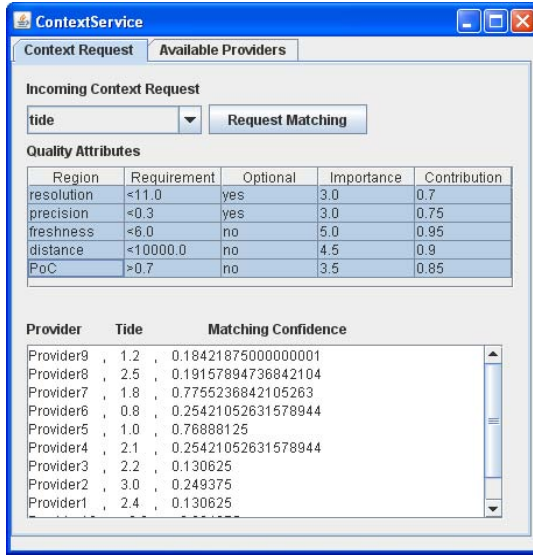 ContextService
Context Request Available Providers
Incoming Context Request
tide Request Matching
Quality Attributes
Region Requirement Optional Importance Contribution
resolution <11.0 yes 3.0 0.7
precision <0.3 yes 3.0 0.75
freshness <6.0 no 5.0 0.95
distance <10000.0 no 4.5 0.9
PoC >0.7 no 3.5 0.85
Provider Tide Matching Confidence
Provider9 , 1.2 , 0.18421875000000001
Provider8 , 2.5 , 0.19157894736842104
Provider7 , 1.8 , 0.7755236842105263
Provider6 , 0.8 , 0.25421052631578944
Provider5 , 1.0 , 0.76888125
Provider4 , 2.1 , 0.25421052631578944
Provider3 , 2.2 , 0.130625
Provider2 , 3.0 , 0.249375
Provider1 , 2.4 , 0.130625